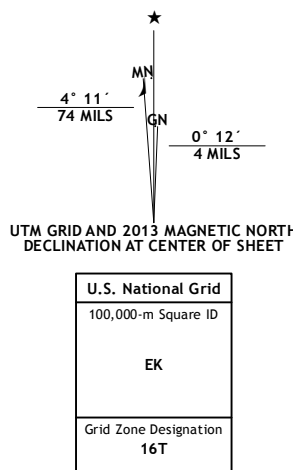 ★
MN
4° 11´
74 MILS
GN
0° 12´
4 MILS
UTM GRID AND 2013 MAGNETIC NORTH
DECLINATION AT CENTER OF SHEET
U.S. National Grid
100,000-m Square ID
EK
Grid Zone Designation
16T